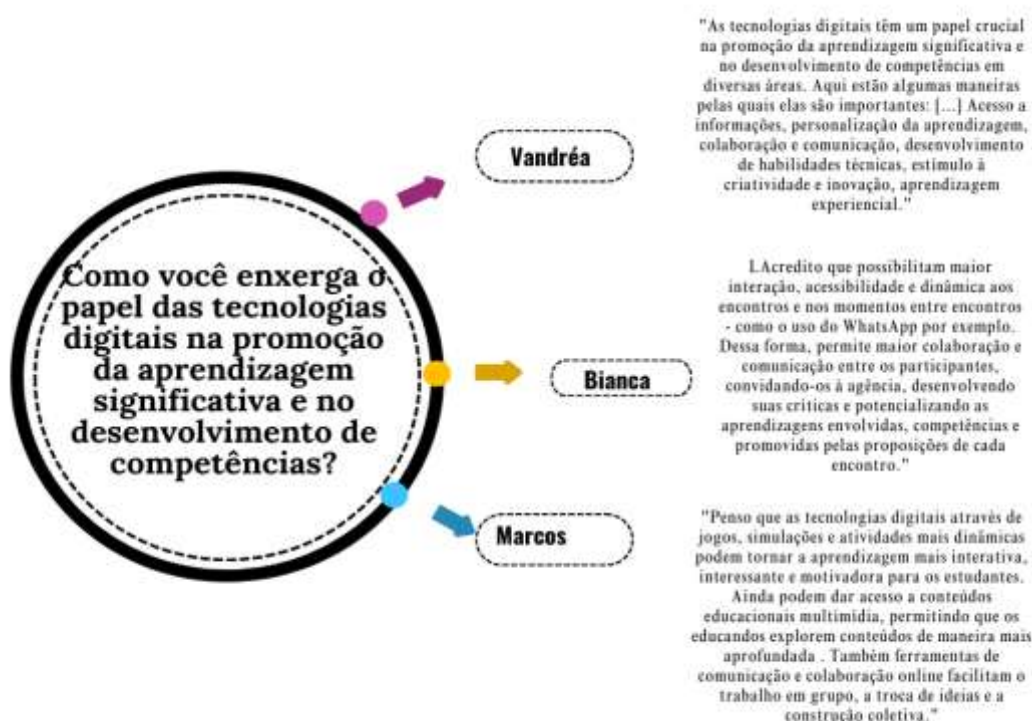 Como você enxerga o
papel das tecnologias
digitais na promoção
da aprendizagem
significativa e no
desenvolvimento de
competências?
Vandréa
"As tecnologias digitais têm um papel crucial
na promoção da aprendizagem significativa e
no desenvolvimento de competências em
diversas áreas. Aqui estão algumas maneiras
pelas quais elas são importantes: [...] Acesso a
informações, personalização da aprendizagem,
colaboração e comunicação, desenvolvimento
de habilidades técnicas, estímulo à
criatividade e inovação, aprendizagem
experiencial."
Bianca
I.Acredito que possibilitam maior
interação, acessibilidade e dinâmica aos
encontros e nos momentos entre encontros
- como o uso do WhatsApp por exemplo.
Dessa forma, permite maior colaboração e
comunicação entre os participantes,
convidando-os à agência, desenvolvendo
suas críticas e potencializando as
aprendizagens envolvidas, competências e
promovidas pelas proposições de cada
encontro."
Marcos
"Penso que as tecnologias digitais através de
jogos, simulações e atividades mais dinâmicas
podem tornar a aprendizagem mais interativa,
interessante e motivadora para os estudantes.
Ainda podem dar acesso a conteúdos
educacionais multimídia, permitindo que os
educandos explorem conteúdos de maneira mais
aprofundada . Também ferramentas de
comunicação e colaboração online facilitam o
trabalho em grupo, a troca de ideias e a
construção coletiva."